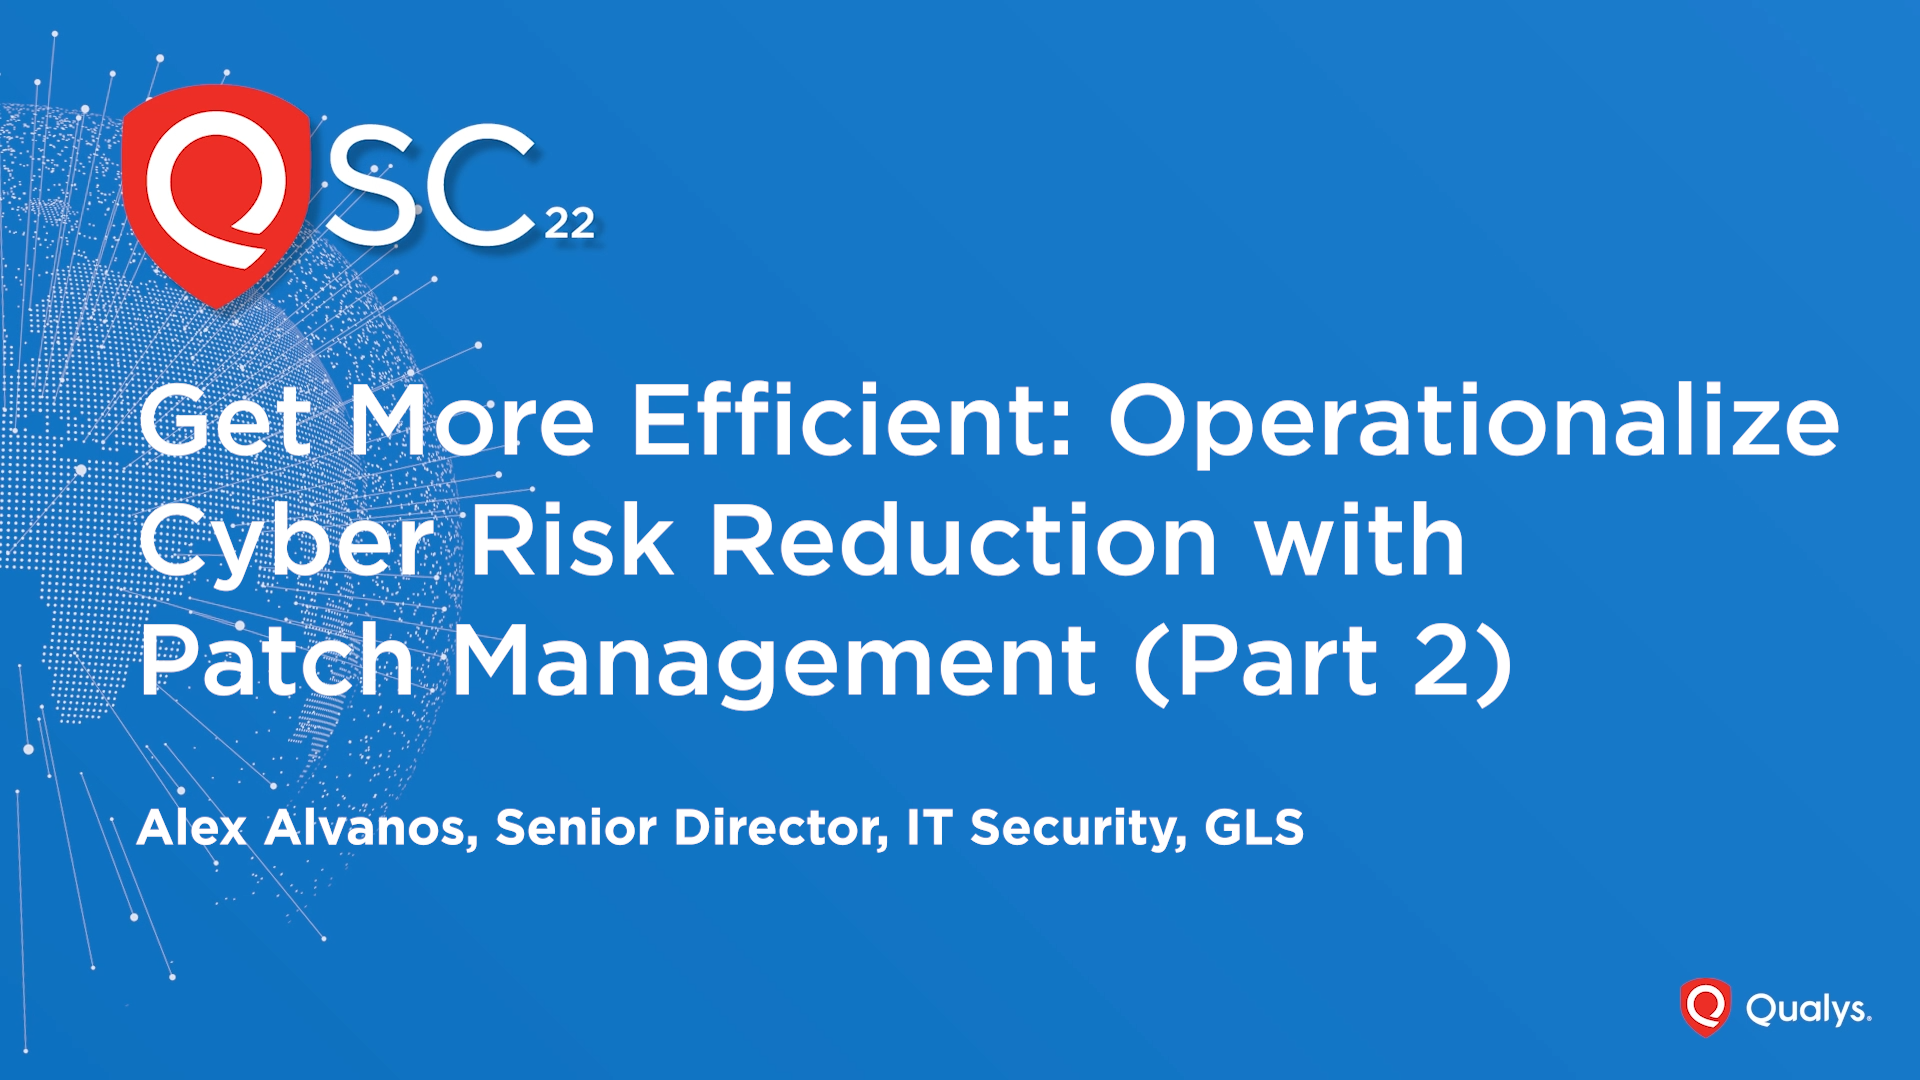 QSC22
Get More Efficient: Operationalize
Cyber Risk Reduction with
Patch Management (Part 2)
Alex Alvanos, Senior Director, IT Security, GLS
Qualys.